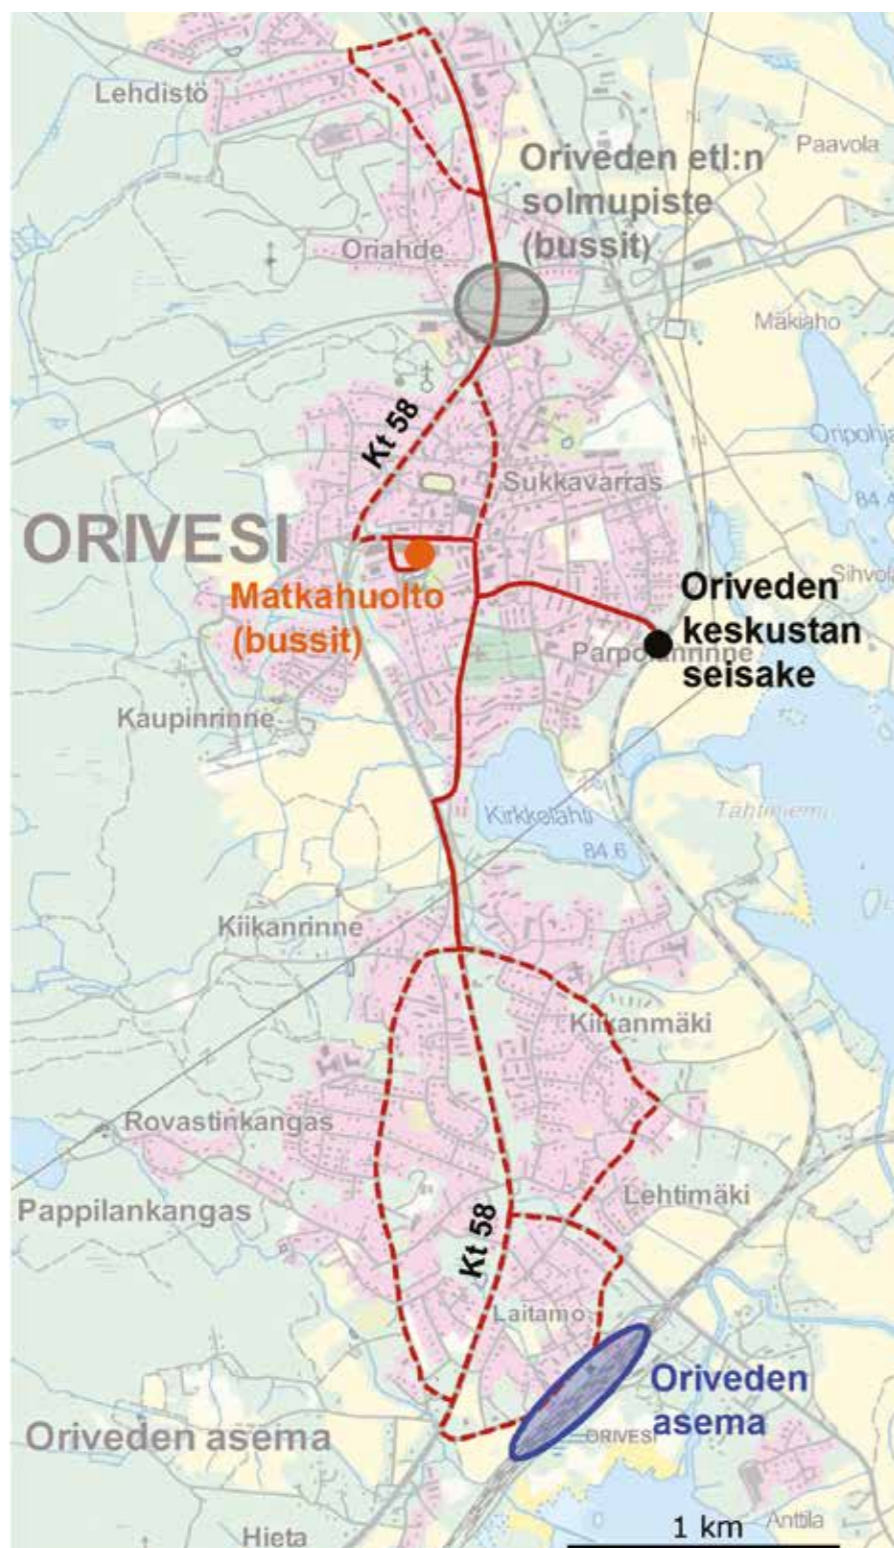 Lehdistö
Oriveden etl:n
solmupiste
(bussit)
Paavola
Oriahde
Mäkiaho
Kt 58
Oripohja
Sukkavarras
84.6
ORIVESI
Sihvola
Matkahuolto
(bussit)
Oriveden
keskustan
seisake
Parpolanrinne
Kaupinrinne
Kirkkolahti
84.6
Tähtiniemi
Kiikanrinne
Kiikanmäki
Rovastinkangas
Lehtimäki
Pappilankangas
Kt 58
Laitamo
Oriveden
asema
Oriveden asema
ORIVESI
1 km
Anttila
Hieta